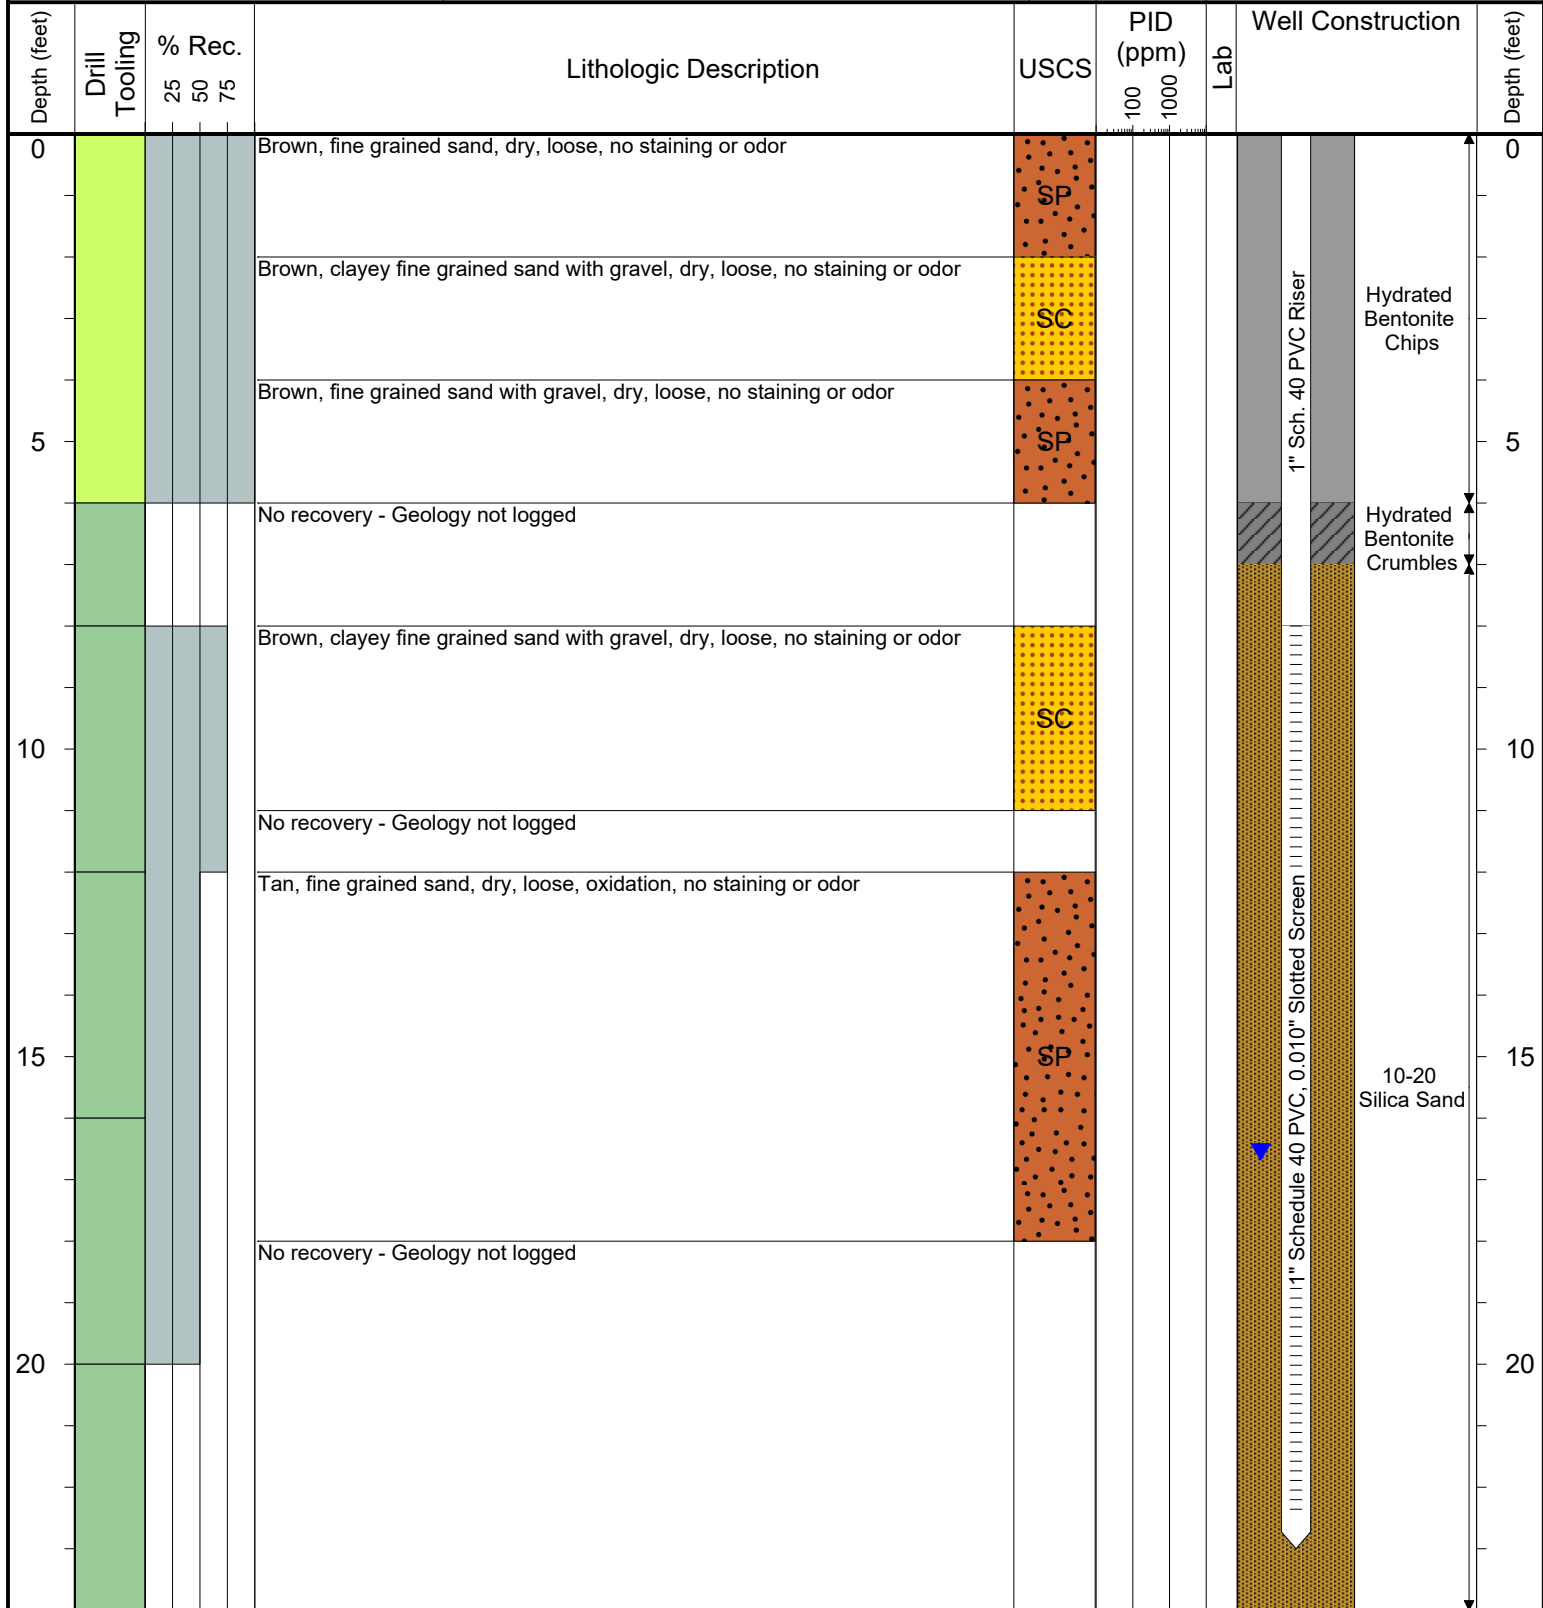 Depth (feet)
Drill
Tooling
% Rec.
25
50
75
Lithologic Description
USCS
PID
(ppm)
100
1000
Lab
Well Construction
Depth (feet)
0
Brown, fine grained sand, dry, loose, no staining or odor
0
SP
Brown, clayey fine grained sand with gravel, dry, loose, no staining or odor
SC
1" Sch. 40 PVC Riser
Hydrated
Bentonite
Chips
Brown, fine grained sand with gravel, dry, loose, no staining or odor
5
SP
5
No recovery - Geology not logged
Hydrated
Bentonite
Crumbles
Brown, clayey fine grained sand with gravel, dry, loose, no staining or odor
SC
10
10
No recovery - Geology not logged
Tan, fine grained sand, dry, loose, oxidation, no staining or odor
15
SP
1" Schedule 40 PVC, 0.010" Slotted Screen
10-20
Silica Sand
15
No recovery - Geology not logged
20
20